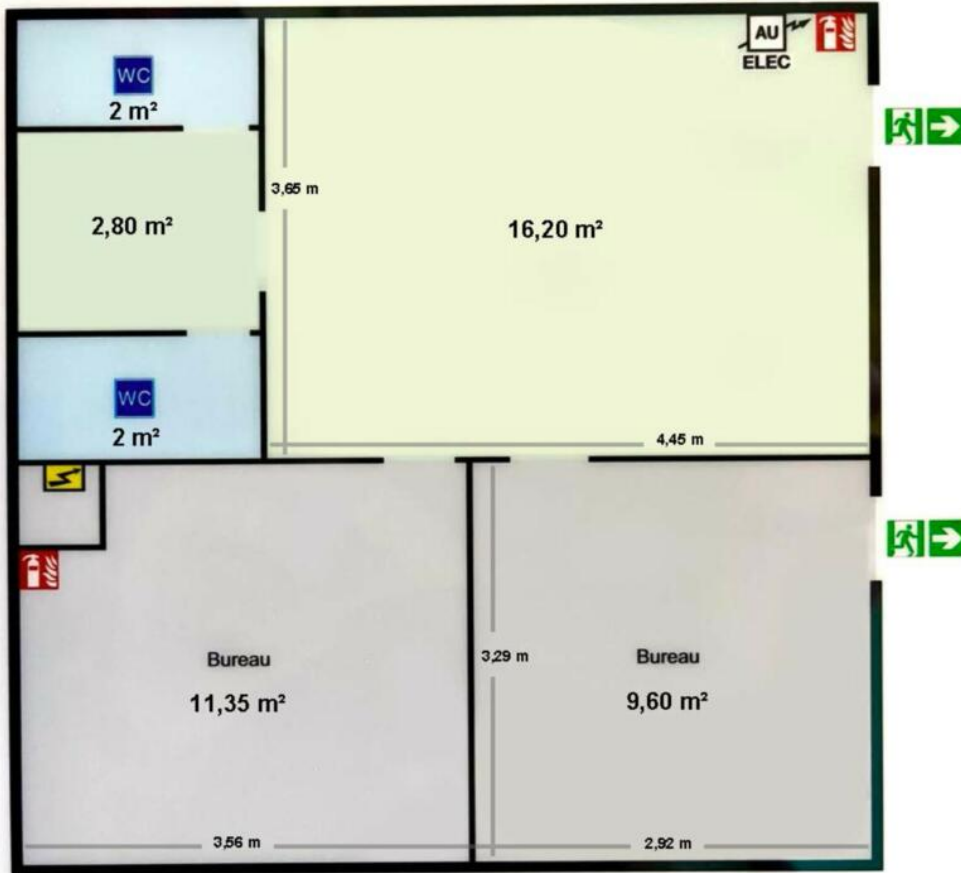 WC
2 m²
AU
ELEC
3,65 m
2,80 m²
16,20 m²
WC
2 m²
4,45 m
Bureau
11,35 m²
3,29 m
Bureau
9,60 m²
3,56 m
2,92 m